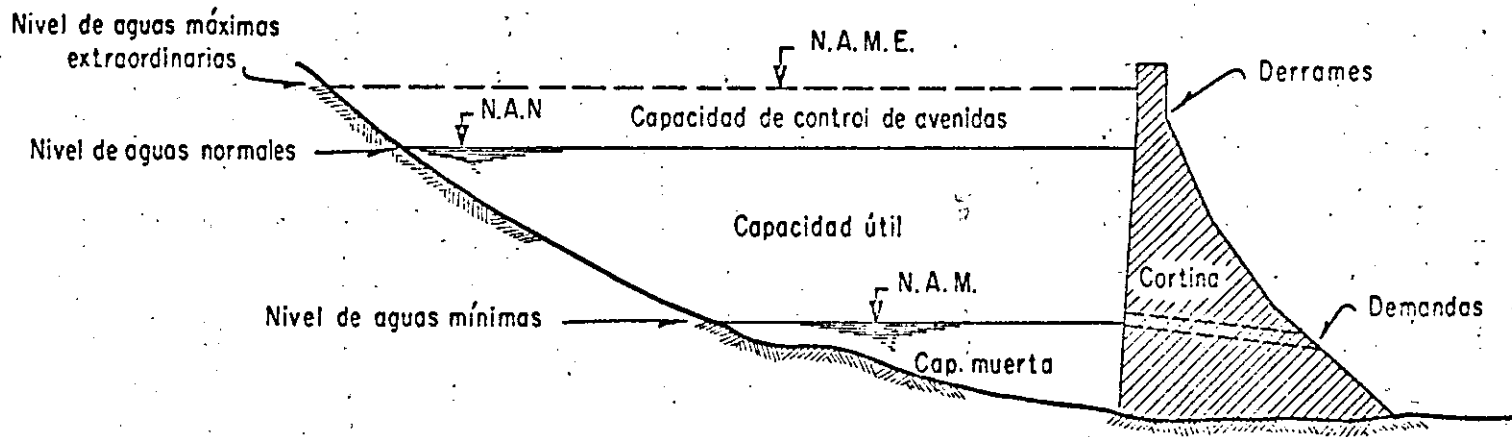 Nivel de aguas máximas
extraordinarias
N.A.M.E.
Derrames
N.A.N
Capacidad de control de avenidas
Nivel de aguas normales
Capacidad útil
Cortina
N.A.M.
Nivel de aguas mínimas
Demandas
Cap. muerta